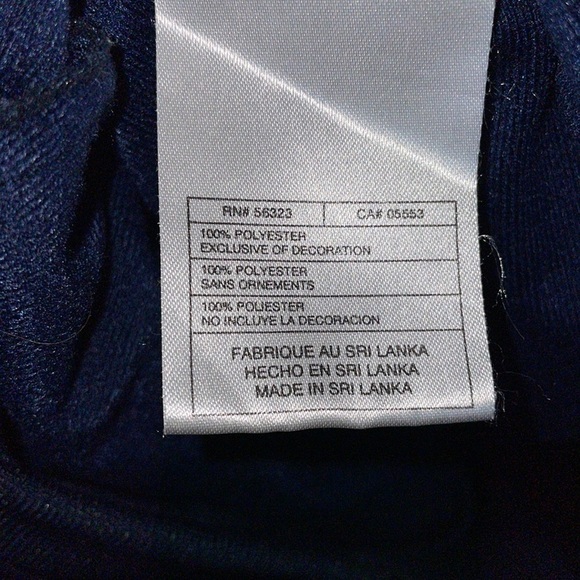 RN# 56323 CA# 05553
100% POLYESTER
EXCLUSIVE OF DECORATION
100% POLYESTER
SANS ORNEMENTS
100% POLIESTER
NO INCLUYE LA DECORACION
FABRIQUE AU SRI LANKA
HECHO EN SRI LANKA
MADE IN SRI LANKA